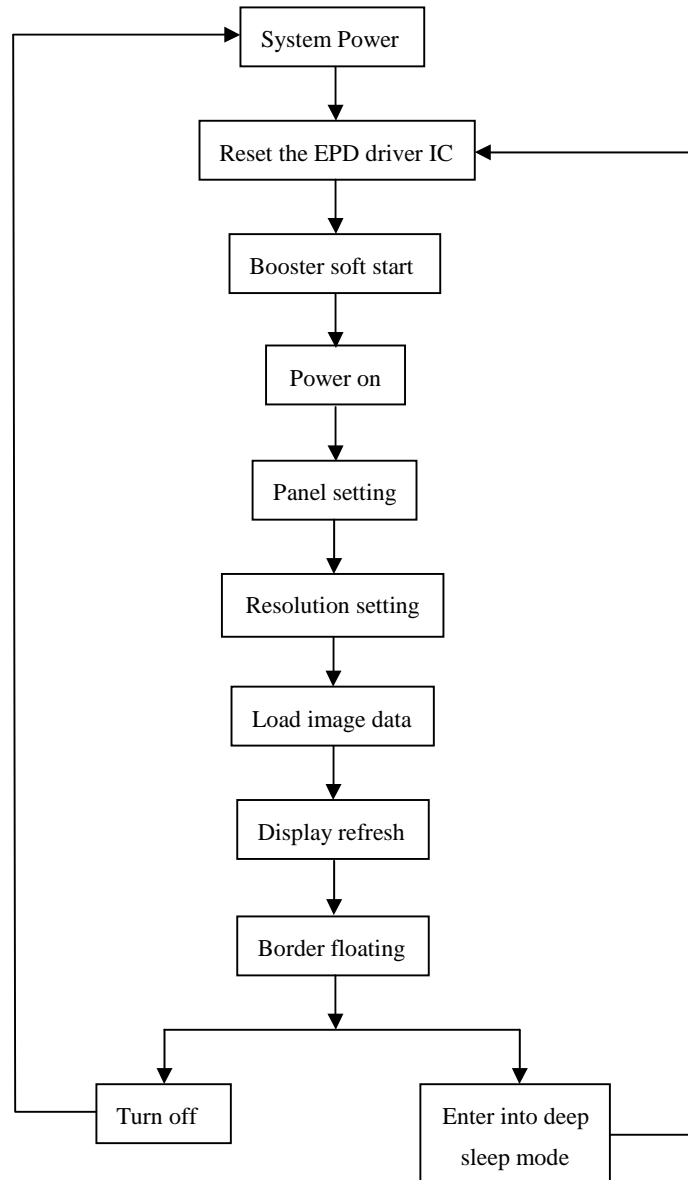 System Power
Reset the EPD driver IC
Booster soft start
Power on
Panel setting
Resolution setting
Load image data
Display refresh
Border floating
Turn off
Enter into deep
sleep mode